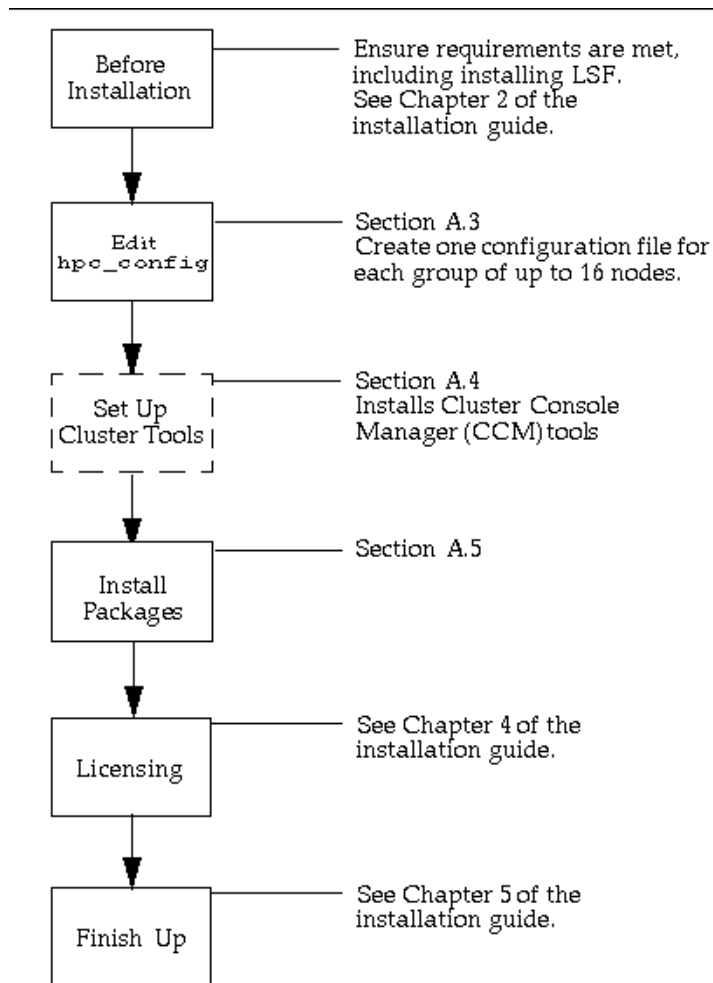 Before
Installation
Ensure requirements are met,
including installing LSF.
See Chapter 2 of the
installation guide.
Edit
hpc_config
Section A.3
Create one configuration file for
each group of up to 16 nodes.
Set Up
Cluster Tools
Section A.4
Installs Cluster Console
Manager (CCM) tools
Install
Packages
Section A.5
Licensing
See Chapter 4 of the
installation guide.
Finish Up
See Chapter 5 of the
installation guide.